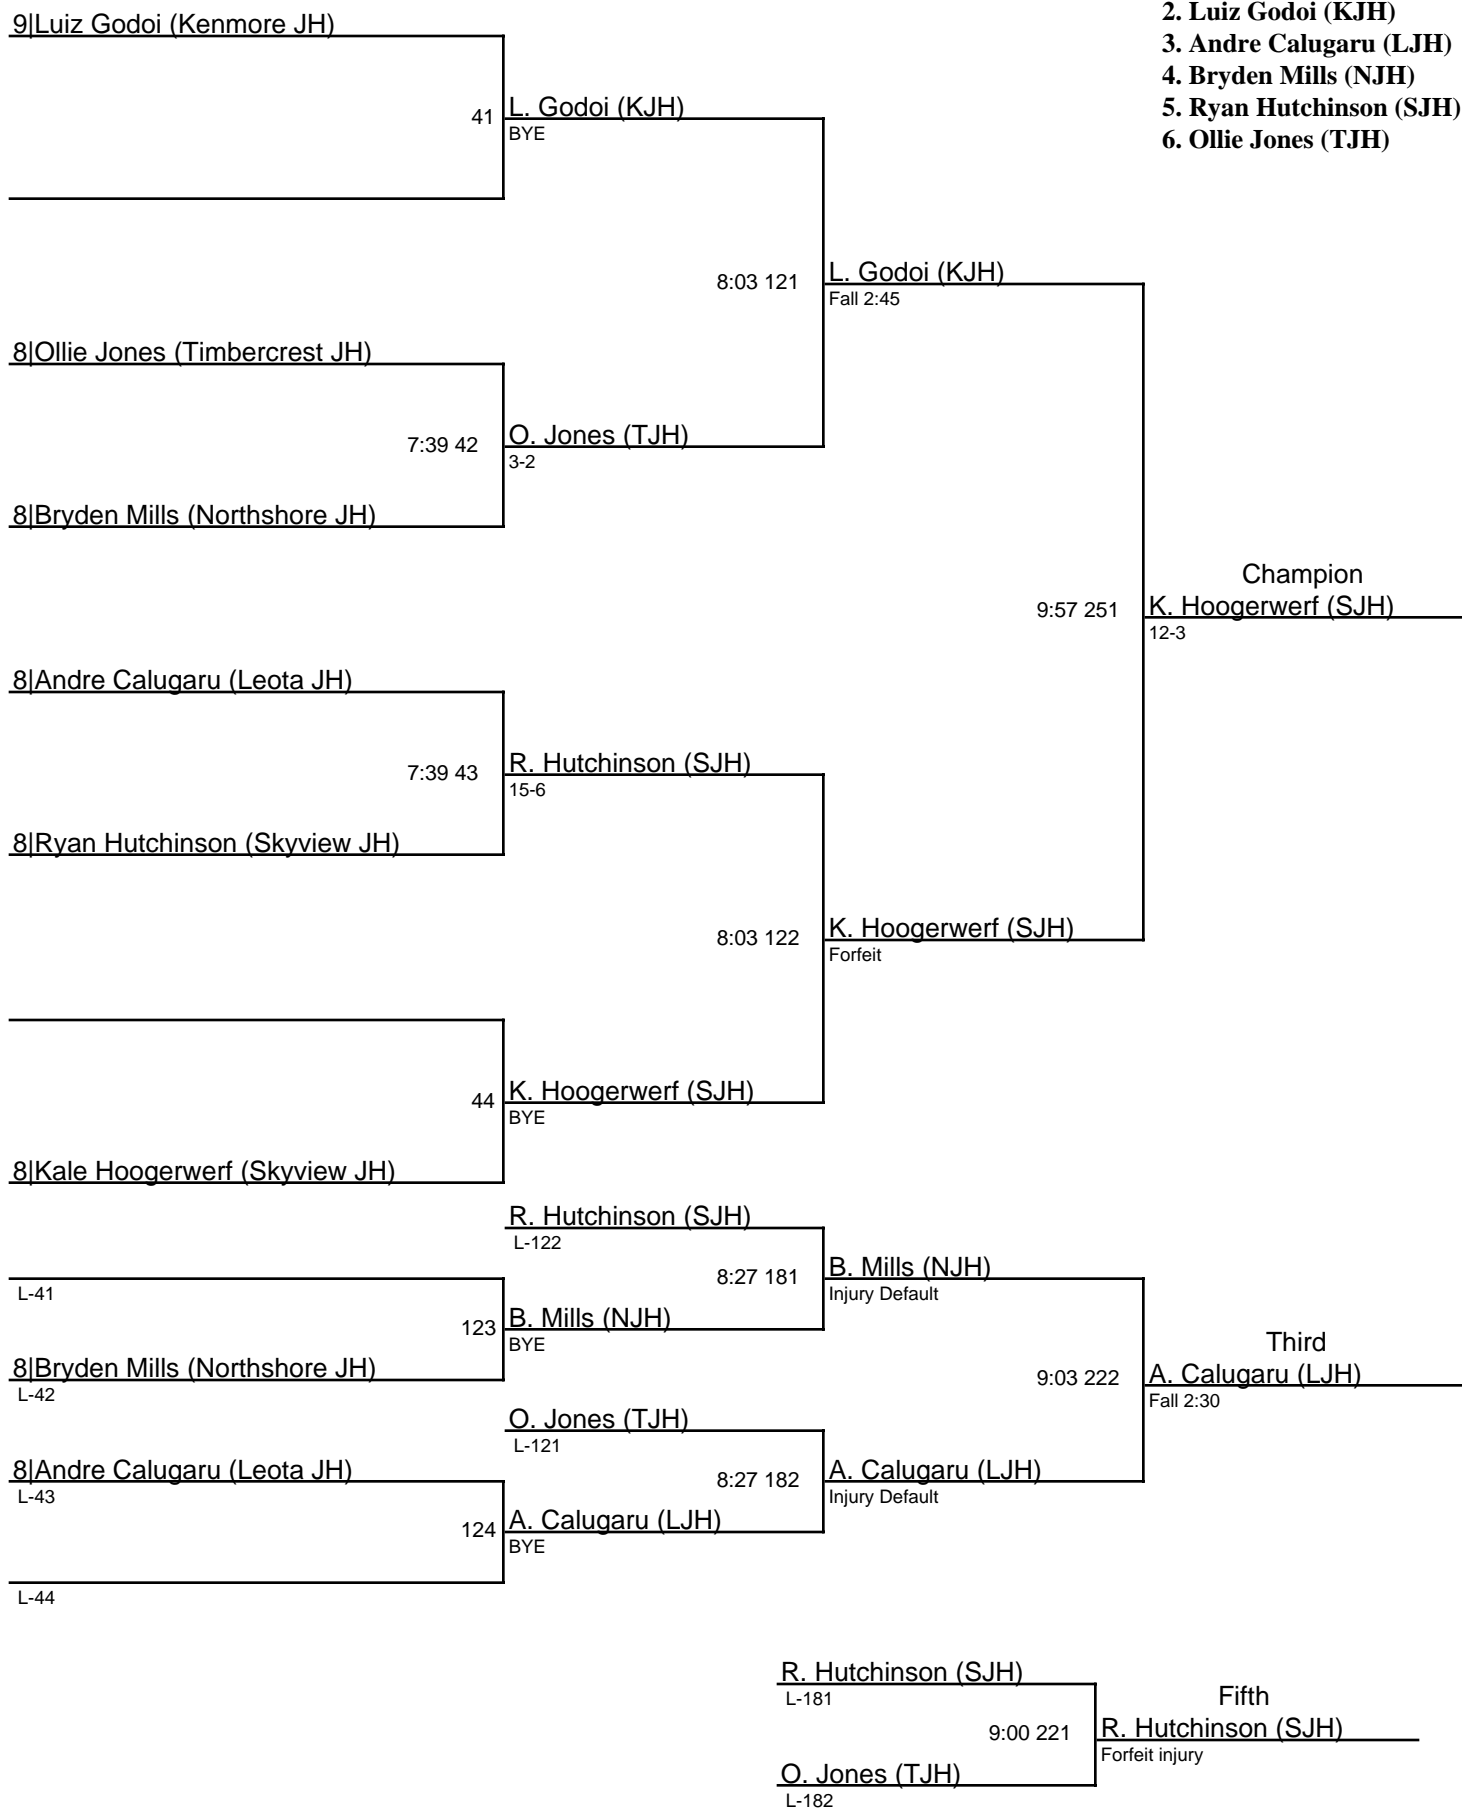 9|Luiz Godoi (Kenmore JH)
2. Luiz Godoi (KJH)
3. Andre Calugaru (LJH)
4. Bryden Mills (NJH)
5. Ryan Hutchinson (SJH)
6. Ollie Jones (TJH)
41
L. Godoi (KJH)
BYE
8:03 121
L. Godoi (KJH)
Fall 2:45
8|Ollie Jones (Timbercrest JH)
7:39 42
O. Jones (TJH)
3-2
8|Bryden Mills (Northshore JH)
Champion
9:57 251
K. Hoogerwerf (SJH)
12-3
8|Andre Calugaru (Leota JH)
7:39 43
R. Hutchinson (SJH)
15-6
8|Ryan Hutchinson (Skyview JH)
8:03 122
K. Hoogerwerf (SJH)
Forfeit
44
K. Hoogerwerf (SJH)
BYE
8|Kale Hoogerwerf (Skyview JH)
R. Hutchinson (SJH)
L-122
8:27 181
B. Mills (NJH)
Injury Default
L-41
123
B. Mills (NJH)
BYE
8|Bryden Mills (Northshore JH)
L-42
Third
9:03 222
A. Calugaru (LJH)
Fall 2:30
O. Jones (TJH)
L-121
8|Andre Calugaru (Leota JH)
L-43
8:27 182
A. Calugaru (LJH)
Injury Default
124
A. Calugaru (LJH)
BYE
L-44
R. Hutchinson (SJH)
L-181
Fifth
9:00 221
R. Hutchinson (SJH)
Forfeit injury
O. Jones (TJH)
L-182